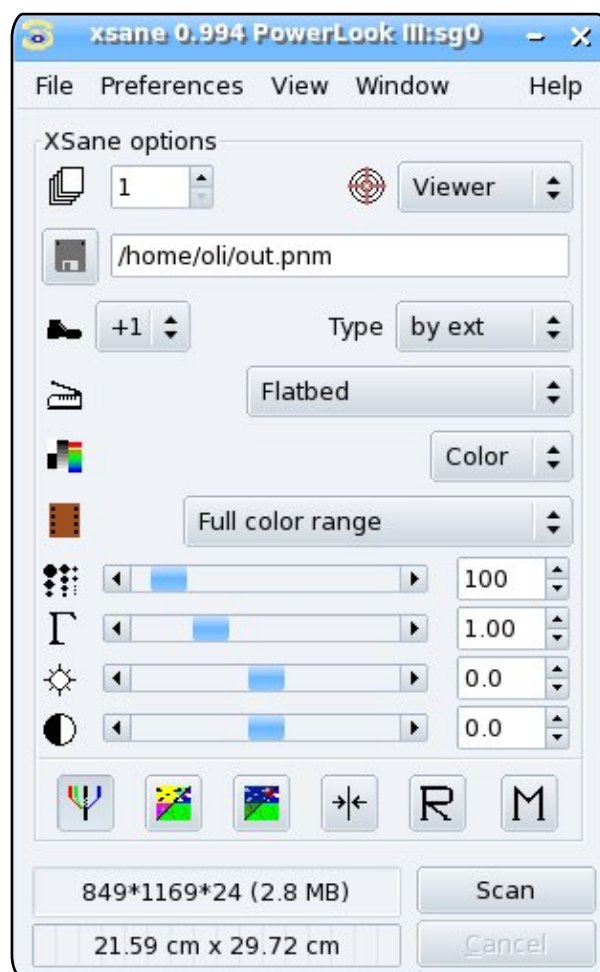 xsane 0.994 PowerLook III:sg0
File Preferences View Window Help
XSane options
1 Viewer
/home/oli/out.pnm
+1 Type by ext
Flatbed
Color
Full color range
100
Γ 1.00
0.0
0.0
R M
849*1169*24 (2.8 MB) Scan
21.59 cm x 29.72 cm Cancel